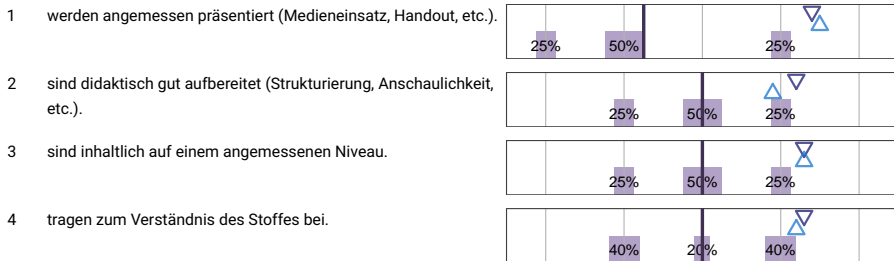 1 werden angemessen präsentiert (Medieneinsatz, Handout, etc.).
25% 50% 25%
2 sind didaktisch gut aufbereitet (Strukturierung, Anschaulichkeit,
etc.).
25% 50% 25%
3 sind inhaltlich auf einem angemessenen Niveau.
25% 50% 25%
4 tragen zum Verständnis des Stoffes bei.
40% 20% 40%